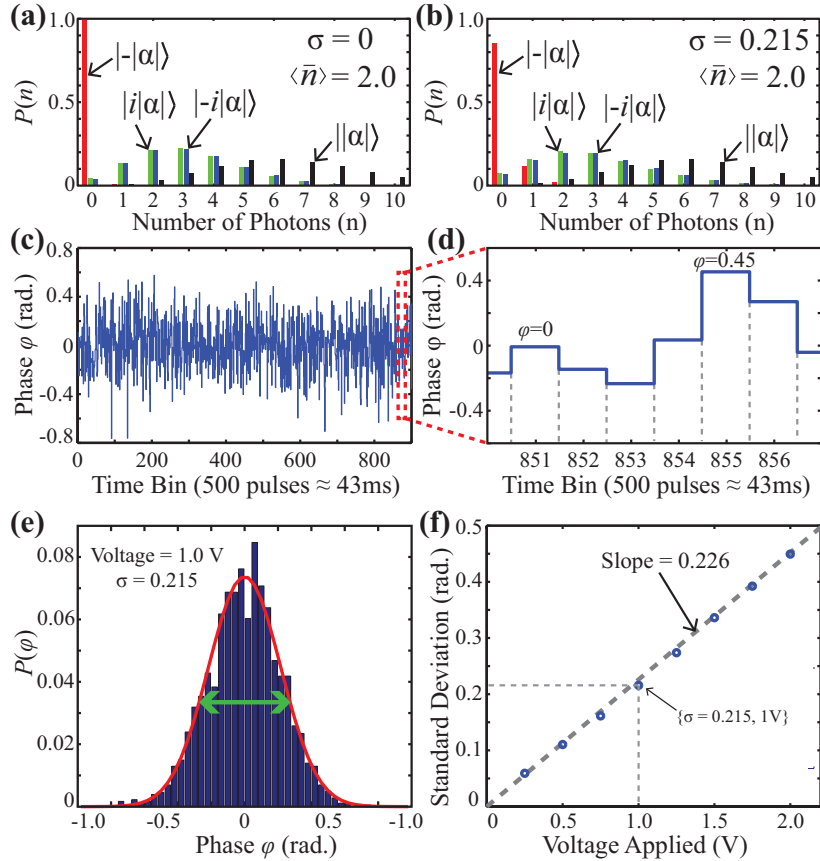 (a)
1.0
0.5
0
P(n)
|-|α|⟩
|i|α|⟩
|-i|α|⟩
||α|⟩
σ = 0
⟨n̄⟩ = 2.0
0 1 2 3 4 5 6 7 8 9 10
Number of Photons (n)
(b)
1.0
0.5
0
P(n)
|-|α|⟩
|i|α|⟩
|-i|α|⟩
||α|⟩
σ = 0.215
⟨n̄⟩ = 2.0
0 1 2 3 4 5 6 7 8 9 10
Number of Photons (n)
(c)
0.8
0.4
0
-0.4
-0.8
Phase φ (rad.)
0 200 400 600 800
Time Bin (500 pulses ≈ 43ms)
(d)
0.4
0
-0.4
Phase φ (rad.)
φ=0
φ=0.45
851 852 853 854 855 856
Time Bin (500 pulses ≈ 43ms)
(e)
0.08
0.06
0.04
0.02
0
P(φ)
Voltage = 1.0 V
σ = 0.215
-1.0 -0.5 0 -0.5 -1.0
Phase φ (rad.)
(f)
0.5
0.4
0.3
0.2
0.1
0
Standard Deviation (rad.)
Slope = 0.226
{σ = 0.215, 1V}
0 0.5 1.0 1.5 2.0
Voltage Applied (V)